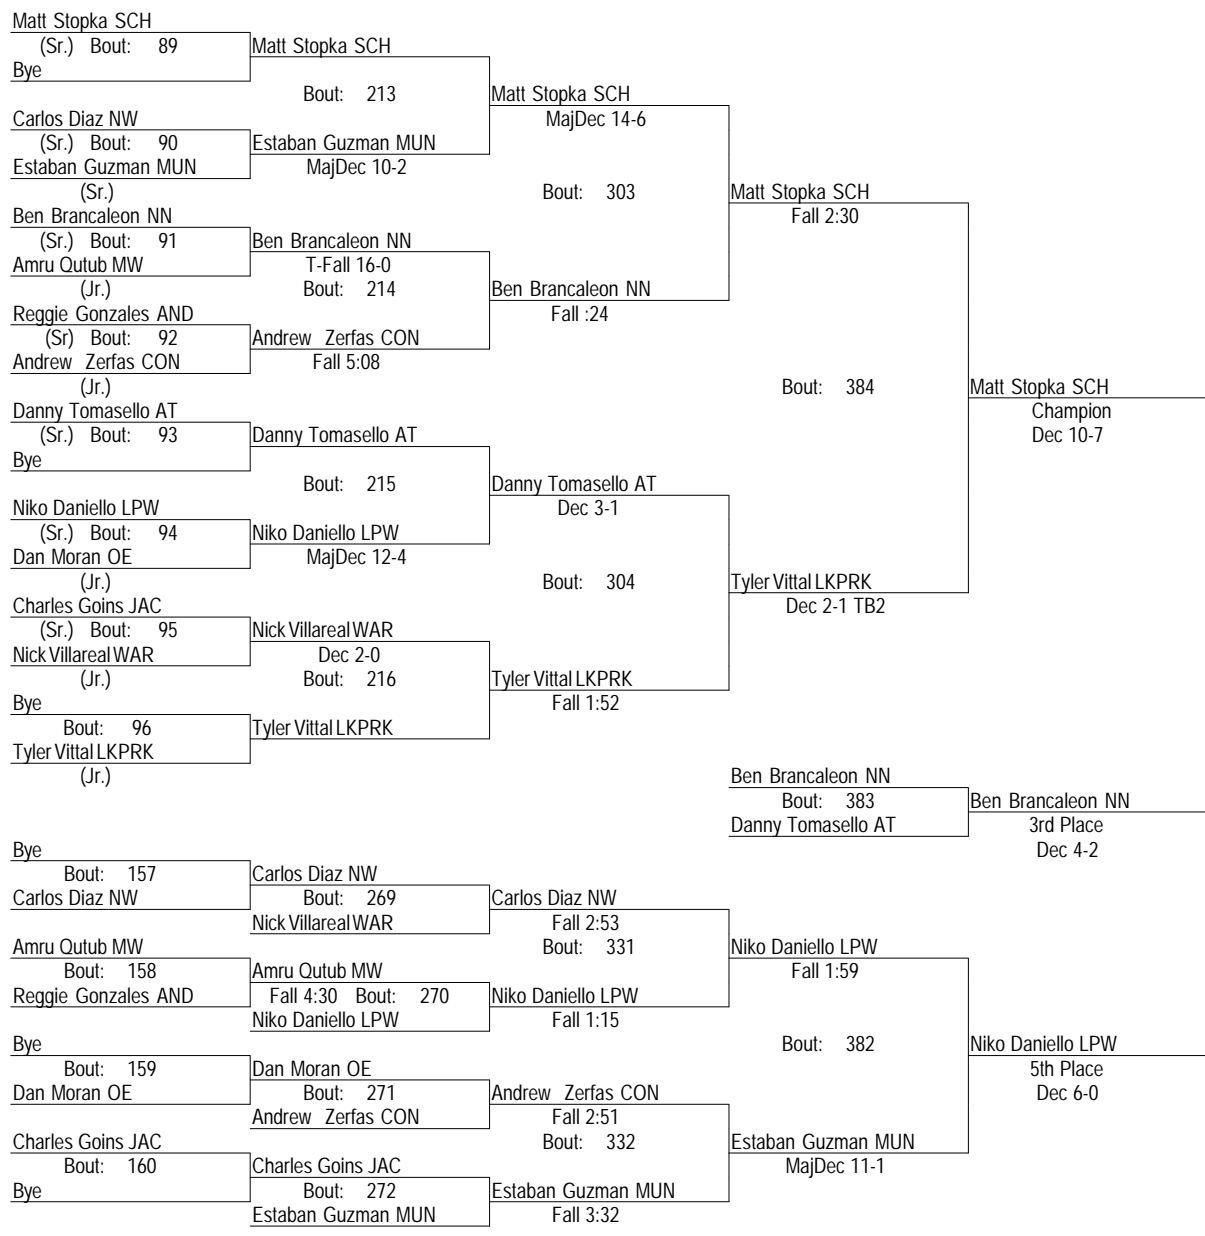 Matt Stopka SCH
(Sr.) Bout: 89 Matt Stopka SCH
Bye
Bout: 213 Matt Stopka SCH
Carlos Diaz NW MajDec 14-6
(Sr.) Bout: 90 Estaban Guzman MUN
Estaban Guzman MUN MajDec 10-2
(Sr.) Bout: 303 Matt Stopka SCH
Ben Brancaleon NN Fall 2:30
(Sr.) Bout: 91 Ben Brancaleon NN
Amru Qutub MW T-Fall 16-0
(Jr.) Bout: 214 Ben Brancaleon NN
Reggie Gonzales AND Fall :24
(Sr) Bout: 92 Andrew Zerfas CON
Andrew Zerfas CON Fall 5:08
(Jr.) Bout: 384 Matt Stopka SCH
Danny Tomasello AT Champion
(Sr.) Bout: 93 Danny Tomasello AT Dec 10-7
Bye
Bout: 215 Danny Tomasello AT
Niko Daniello LPW Dec 3-1
(Sr.) Bout: 94 Niko Daniello LPW
Dan Moran OE MajDec 12-4
(Jr.) Bout: 304 Tyler Vittal LKPRK
Charles Goins JAC Dec 2-1 TB2
(Sr.) Bout: 95 Nick Villareal WAR
Nick Villareal WAR Dec 2-0
(Jr.) Bout: 216 Tyler Vittal LKPRK
Bye Fall 1:52
Bout: 96 Tyler Vittal LKPRK
Tyler Vittal LKPRK
(Jr.) Ben Brancaleon NN
Bout: 383 Ben Brancaleon NN
Danny Tomasello AT 3rd Place
Bye Dec 4-2
Bout: 157 Carlos Diaz NW
Carlos Diaz NW Bout: 269 Carlos Diaz NW
Nick Villareal WAR Fall 2:53
Amru Qutub MW Bout: 331 Niko Daniello LPW
Bout: 158 Amru Qutub MW Fall 1:59
Reggie Gonzales AND Fall 4:30 Bout: 270 Niko Daniello LPW
Niko Daniello LPW Fall 1:15
Bye Bout: 382 Niko Daniello LPW
Bout: 159 Dan Moran OE 5th Place
Dan Moran OE Bout: 271 Andrew Zerfas CON Dec 6-0
Andrew Zerfas CON Fall 2:51
Charles Goins JAC Bout: 332 Estaban Guzman MUN
Bout: 160 Charles Goins JAC MajDec 11-1
Bye Bout: 272 Estaban Guzman MUN
Estaban Guzman MUN Fall 3:32